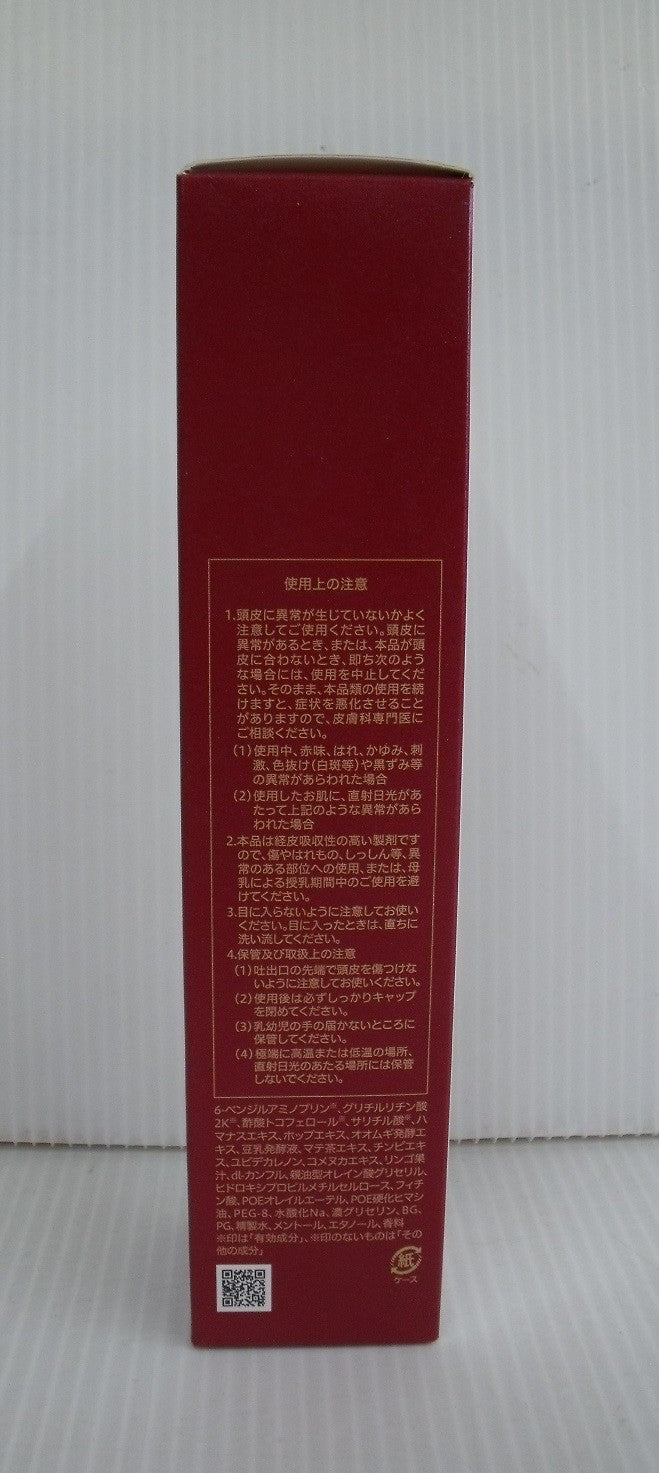 使用上の注意
1.頭皮に異常が生じていないかよく
注意してご使用ください。頭皮に
異常があるとき、または、本品が頭
皮に合わないとき、即ち次のよう
な場合には、使用を中止してくだ
さい。そのまま、本品類の使用を続
けますと、症状を悪化させること
がありますので、皮膚科専門医に
ご相談ください。
(1)使用中、赤味、はれ、かゆみ、刺
激、色抜け(白斑等)や黒ずみ等
の異常があらわれた場合
(2)使用したお肌に、直射日光があ
たって上記のような異常があら
われた場合
2.本品は経皮吸収性の高い製剤です
ので、傷やはれもの、しっしん等、異
常のある部位への使用、または、母
乳による授乳期間中のご使用を避
けてください。
3.目に入らないように注意してお使い
ください。目に入ったときは、直ちに
洗い流してください。
4.保管及び取扱上の注意
(1)吐出口の先端で頭皮を傷つけな
いように注意してお使いください。
(2)使用後は必ずしっかりキャップ
を閉めてください。
(3)乳幼児の手の届かないところに
保管してください。
(4)極端に高温または低温の場所、
直射日光のあたる場所には保管
しないでください。
6-ベンジルアミノプリン※、グリチルリチン酸
2K※、酢酸トコフェロール※、サリチル酸※、ハ
マナスエキス、ホップエキス、オオムギ発酵エ
キス、豆乳発酵液、マテ茶エキス、チンピエキ
ス、ユビデカレノン、コメヌカエキス、リンゴ果
汁、dl-カンフル、親油型モノオレイン酸グリセリル、
ヒドロキシプロピルメチルセルロース、フィチ
ン酸、POEオレイルエーテル、POE硬化ヒマシ
油、PEG-8、水酸化Na、濃グリセリン、BG、
PG、精製水、メントール、エタノール、香料
※印は「有効成分」、※印のないものは「その
他の成分」
紙
ケース